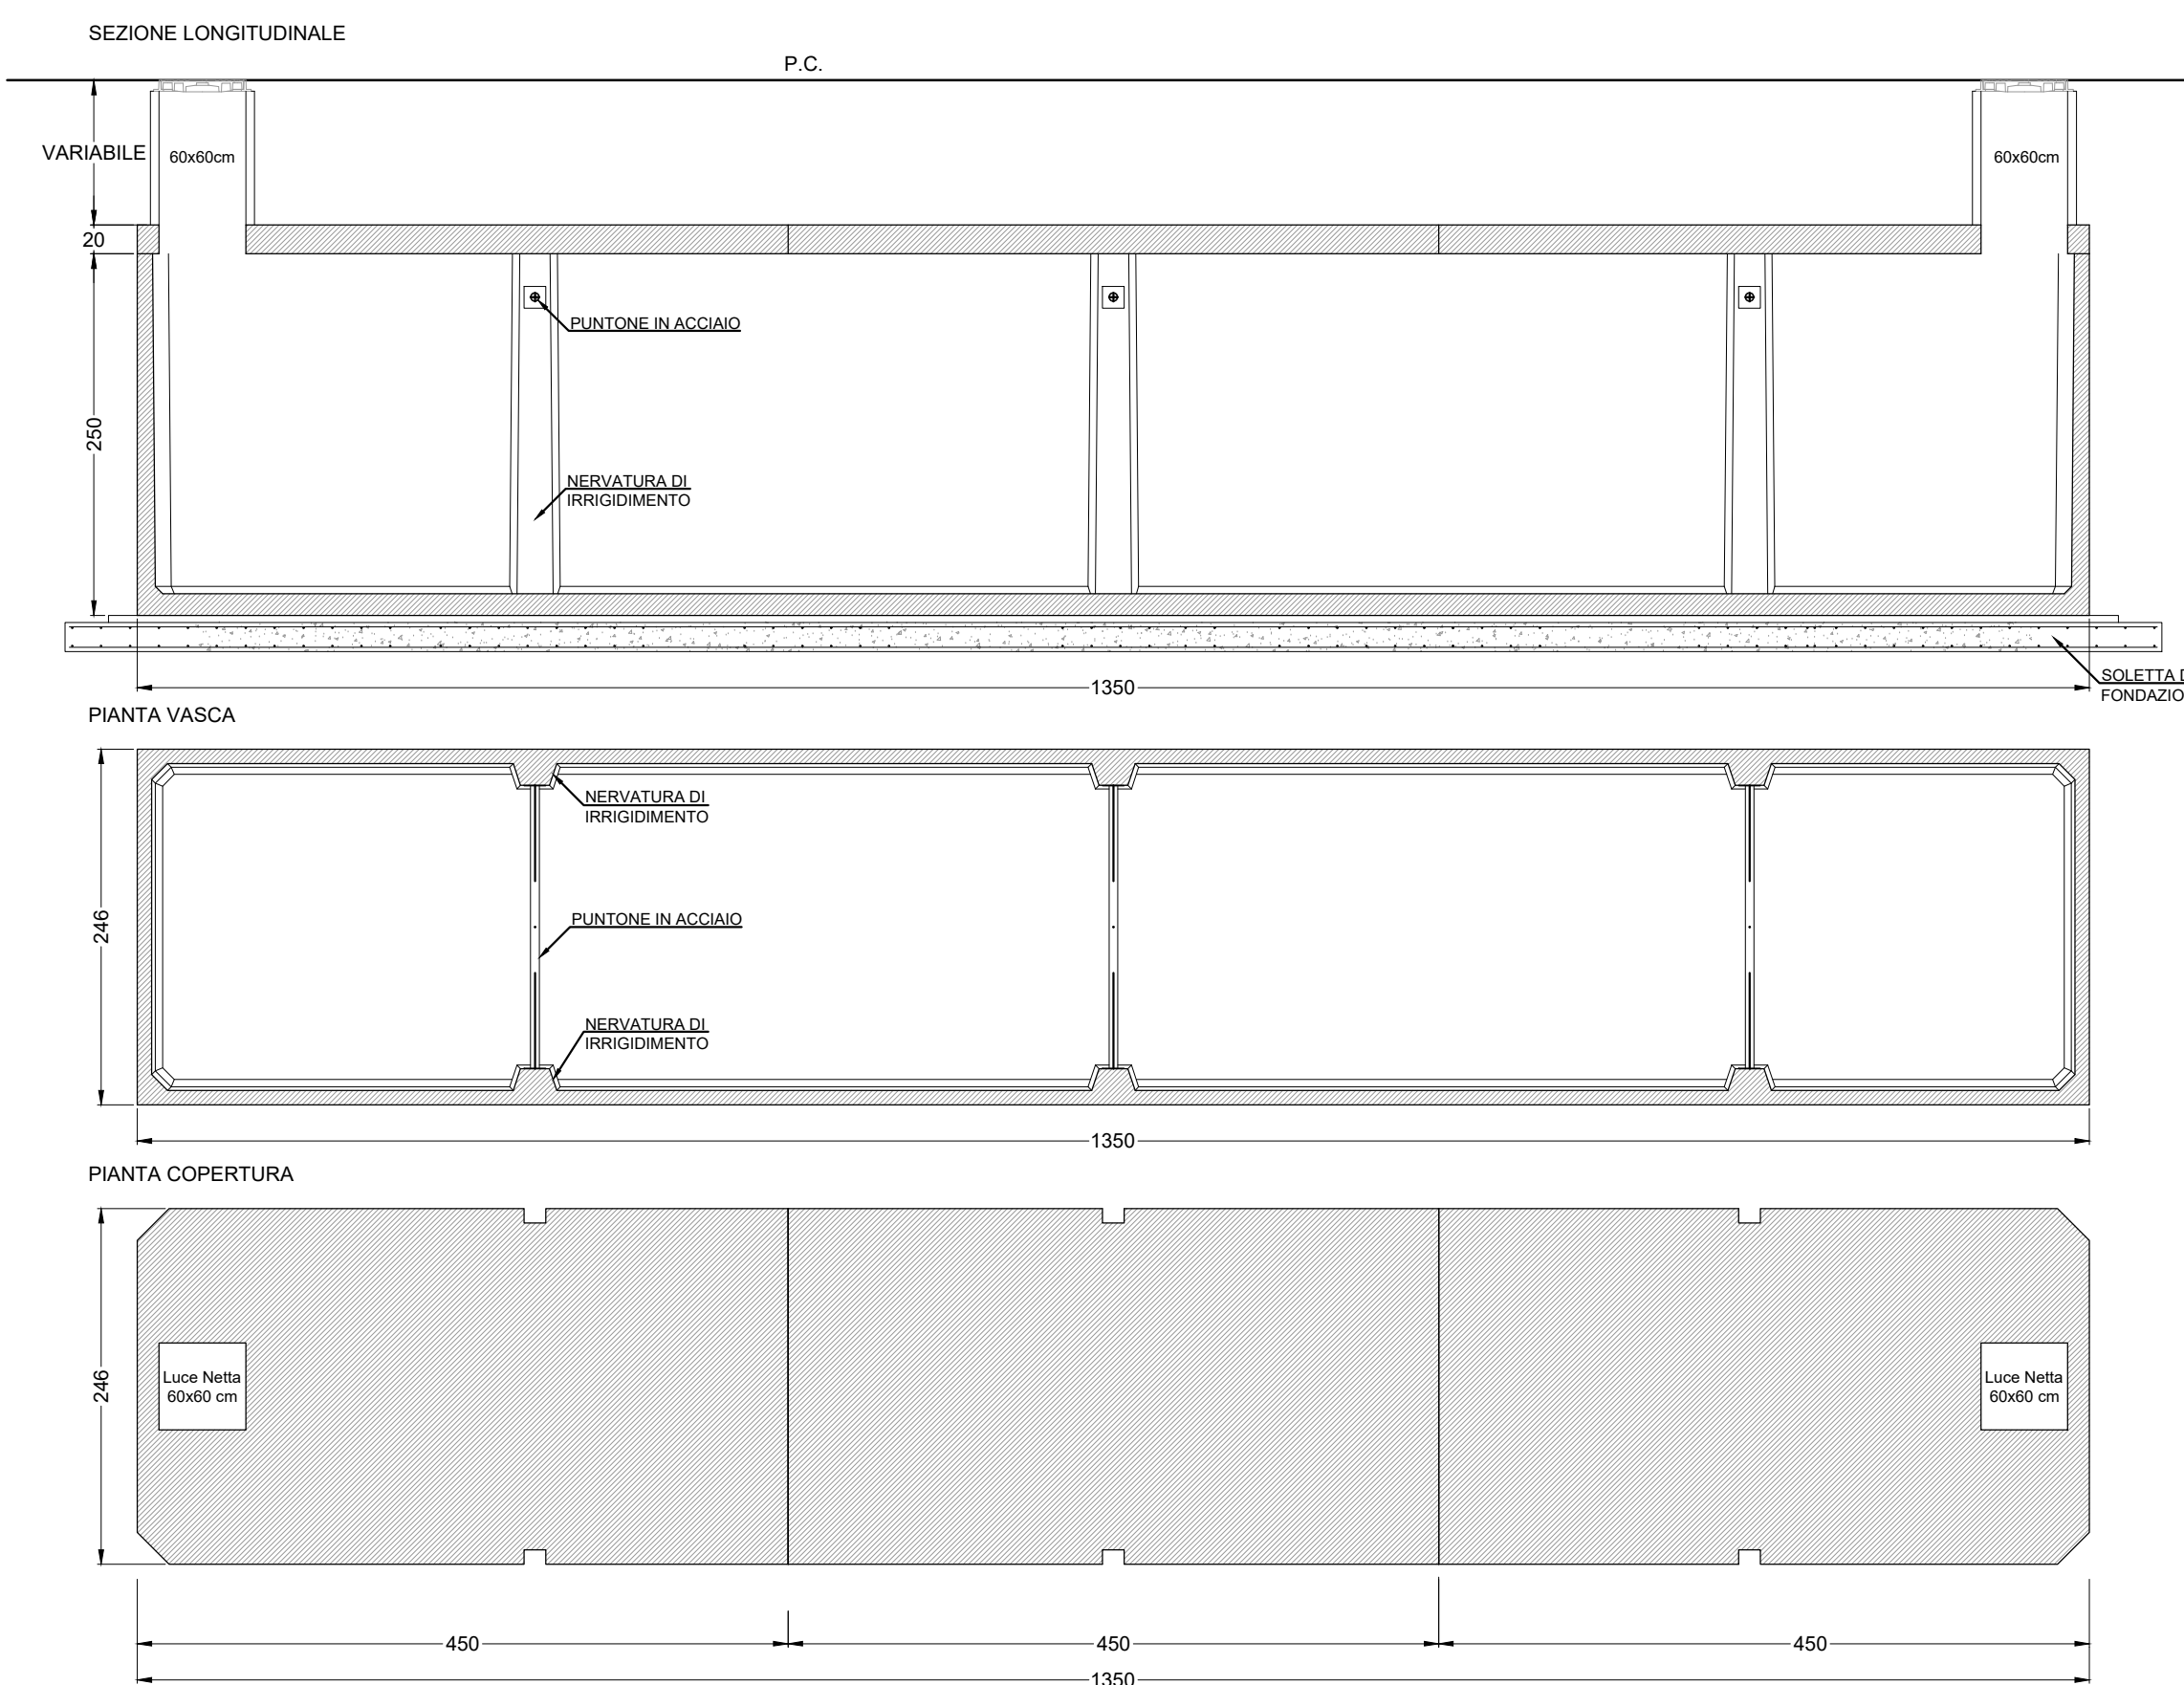 SEZIONE LONGITUDINALE
P.C.
VARIABILE
60x60cm
60x60cm
20
PUNTONE IN ACCIAIO
250
NERVATURA DI
IRRIGIDIMENTO
SOLETTA D
FONDAZIO
1350
PIANTA VASCA
NERVATURA DI
IRRIGIDIMENTO
246
PUNTONE IN ACCIAIO
NERVATURA DI
IRRIGIDIMENTO
1350
PIANTA COPERTURA
246
Luce Netta
60x60 cm
Luce Netta
60x60 cm
450
450
450
1350